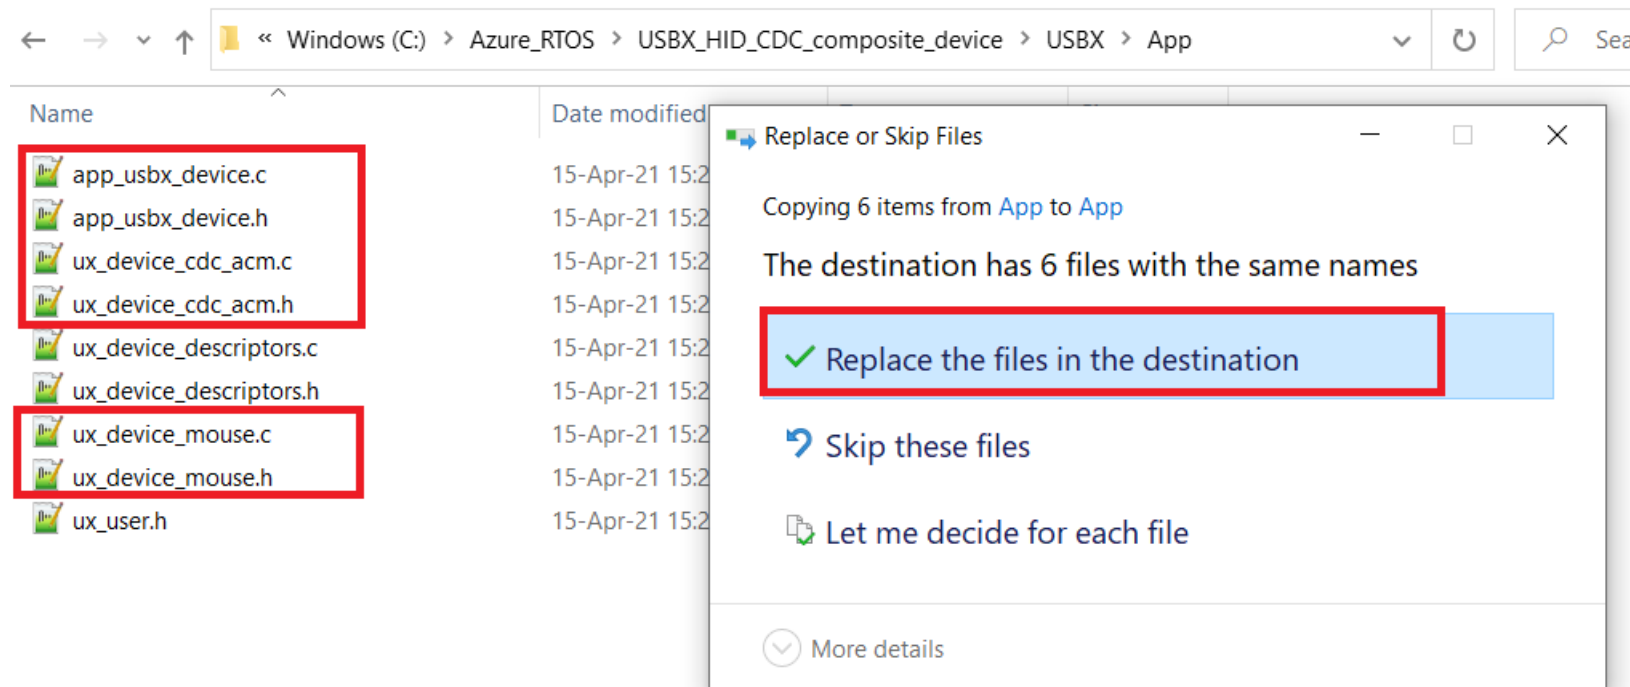 « Windows (C:) > Azure_RTOS > USBX_HID_CDC_composite_device > USBX > App
Name
Date modified
app_usbx_device.c 15-Apr-21 15:2
app_usbx_device.h 15-Apr-21 15:2
ux_device_cdc_acm.c 15-Apr-21 15:2
ux_device_cdc_acm.h 15-Apr-21 15:2
ux_device_descriptors.c 15-Apr-21 15:2
ux_device_descriptors.h 15-Apr-21 15:2
ux_device_mouse.c 15-Apr-21 15:2
ux_device_mouse.h 15-Apr-21 15:2
ux_user.h 15-Apr-21 15:2
Replace or Skip Files
Copying 6 items from App to App
The destination has 6 files with the same names
Replace the files in the destination
Skip these files
Let me decide for each file
More details